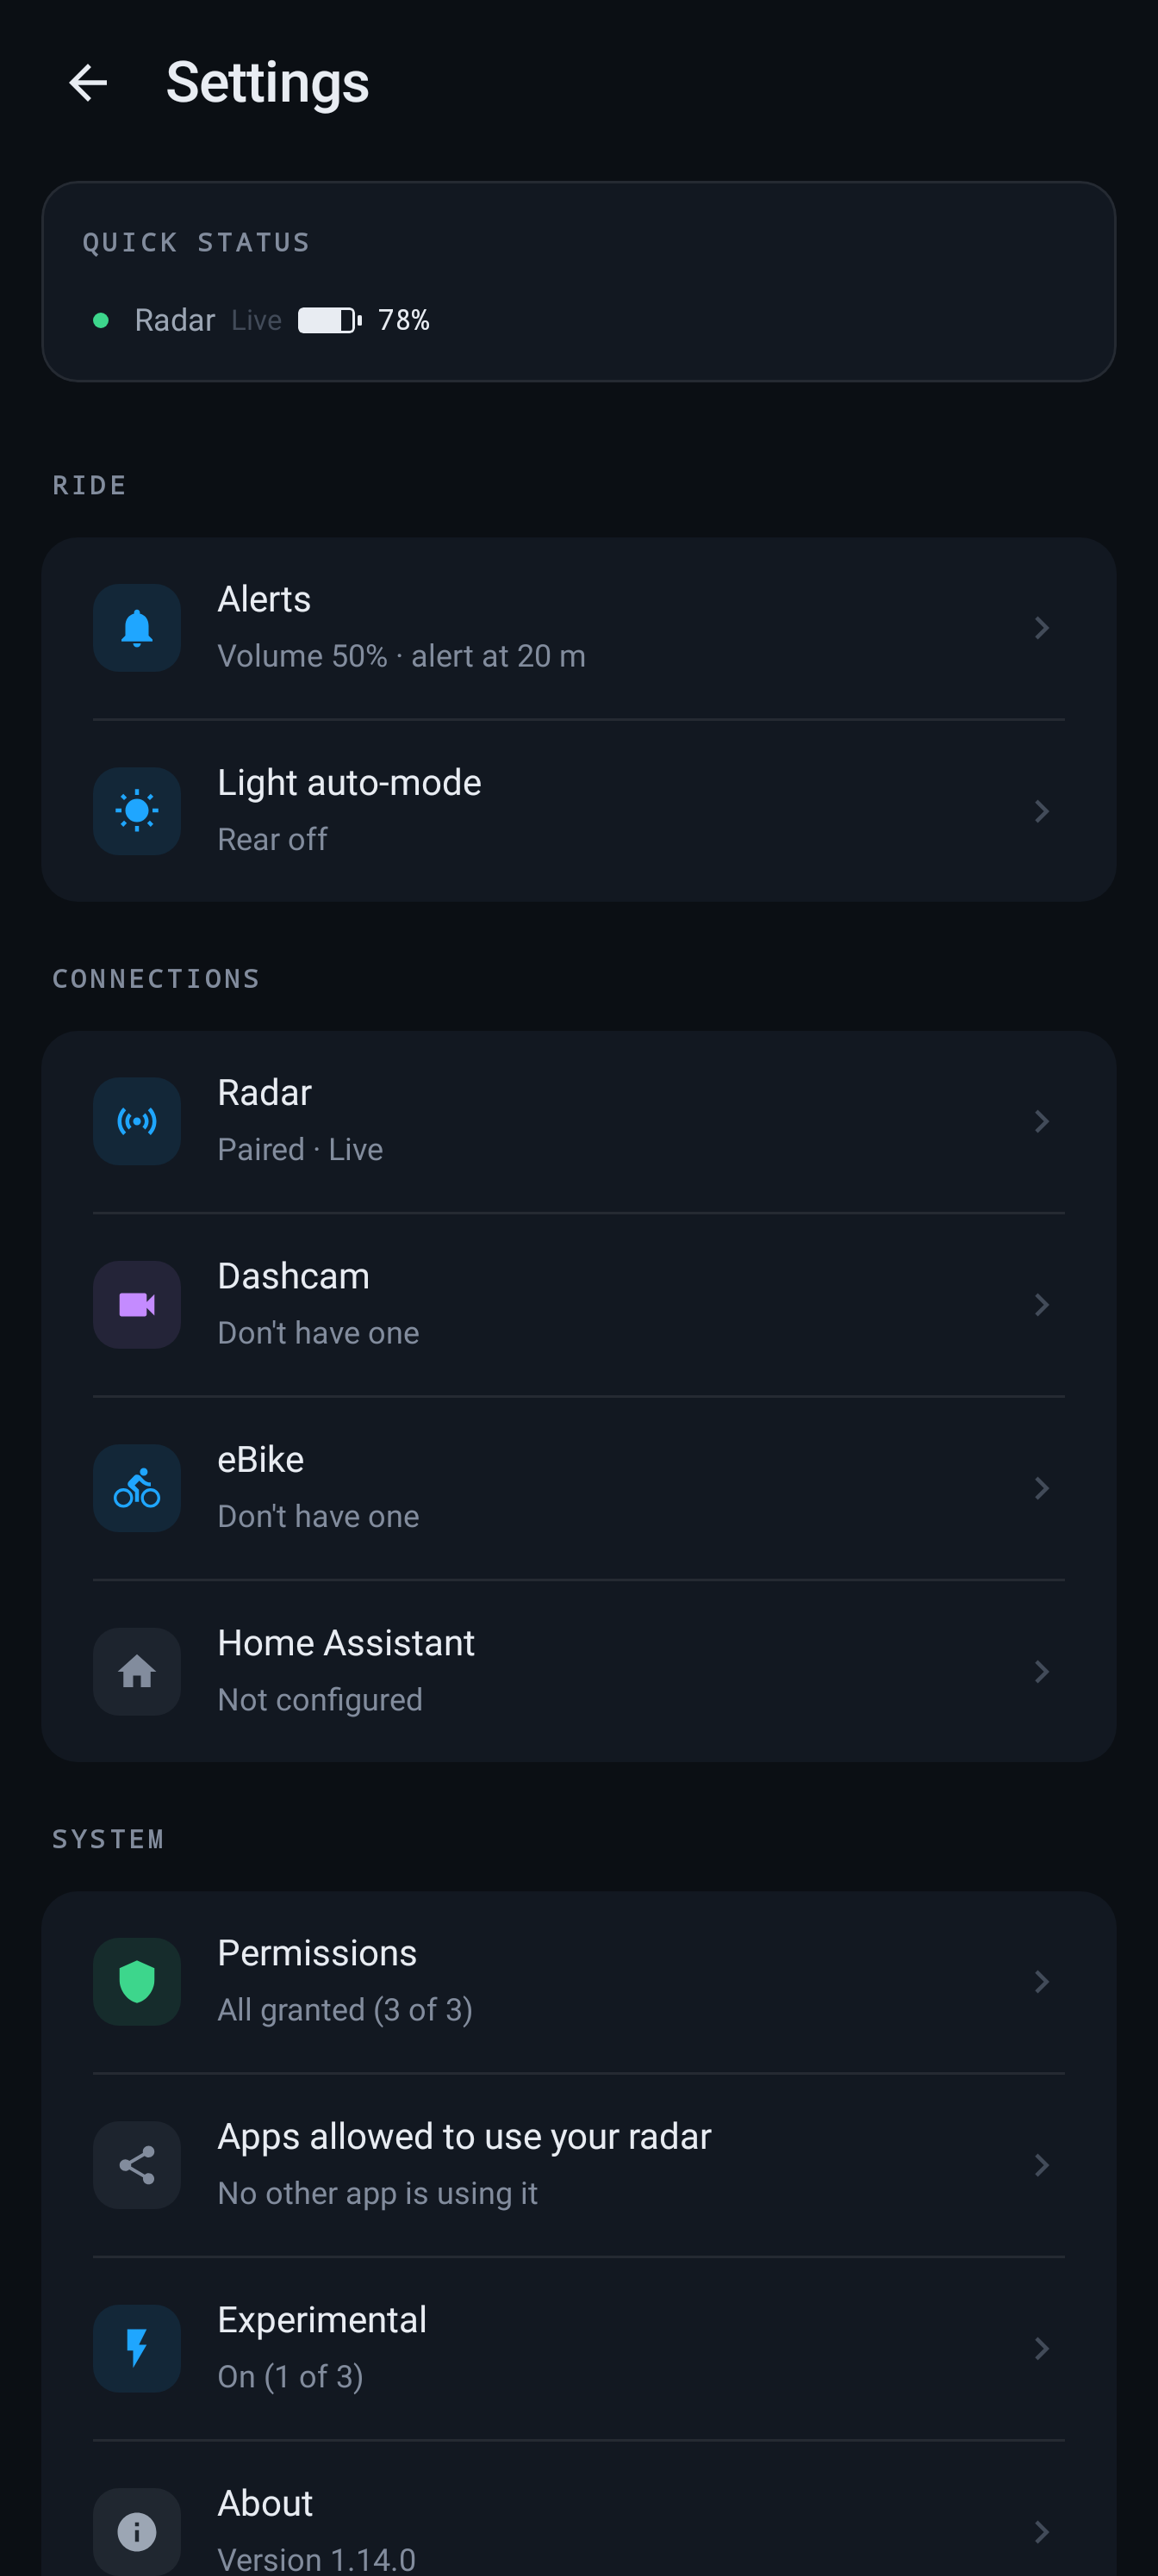 Settings
QUICK STATUS
Radar Live 78%
RIDE
Alerts
Volume 50% · alert at 20 m
Light auto-mode
Rear off
CONNECTIONS
Radar
Paired · Live
Dashcam
Don't have one
eBike
Don't have one
Home Assistant
Not configured
SYSTEM
Permissions
All granted (3 of 3)
Apps allowed to use your radar
No other app is using it
Experimental
On (1 of 3)
About
Version 1.14.0